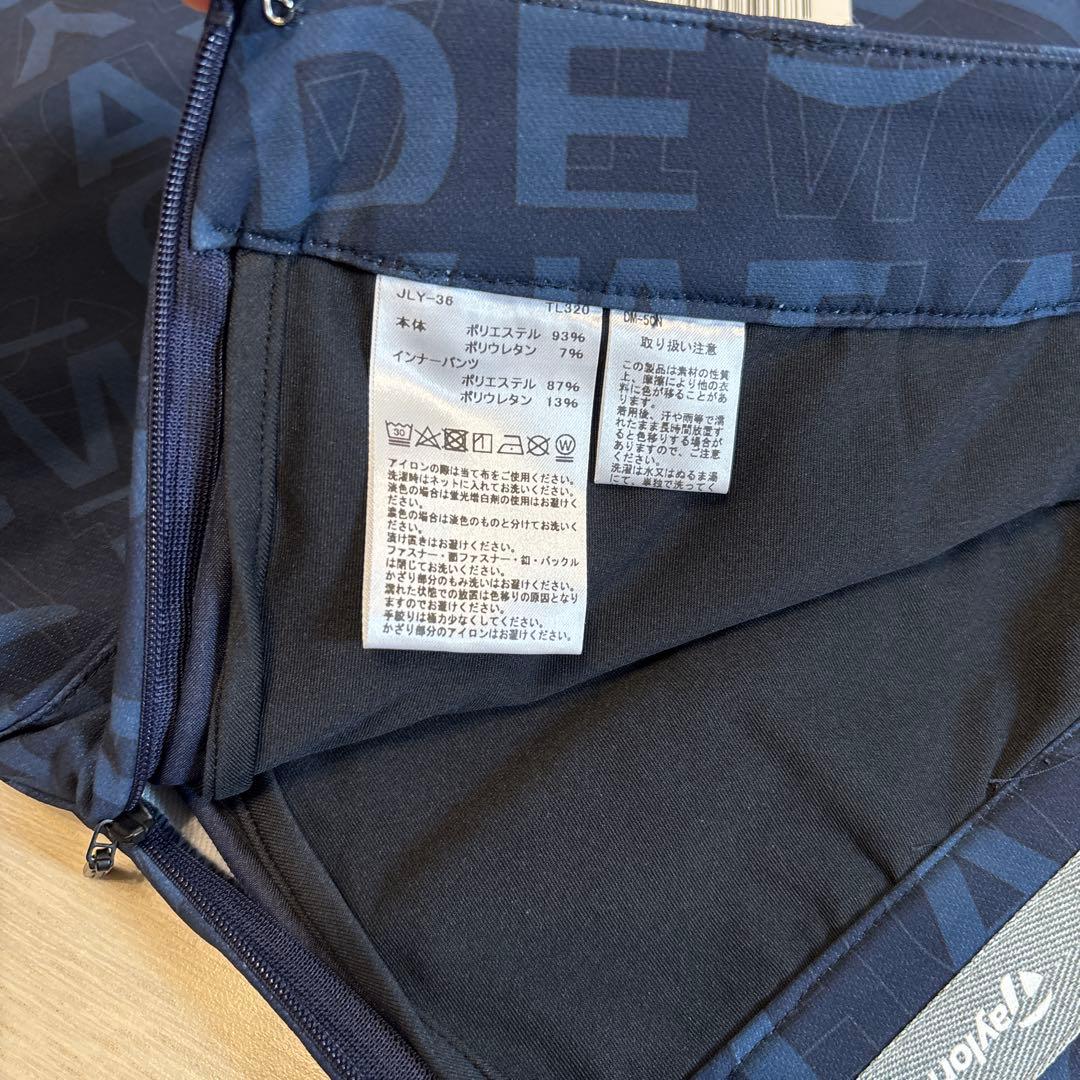 DE
JLY-36 TL320
本体 ポリエステル 93%
ポリウレタン 7%
インナーパンツ
ポリエステル 87%
ポリウレタン 13%
30
W
アイロンの際は当て布をご使用ください。
洗濯時はネットに入れてお洗いください。
淡色の場合は蛍光増白剤の使用はお避けく
ださい。
濃色の場合は淡色のものと分けてお洗いく
ださい。
漬け置きはお避けください。
ファスナー・面ファスナー・釦・バックル
は閉じてお洗いください。
かざり部分のもみ洗いはお避けください。
濡れた状態での放置は色移りの原因となり
ますのでお避けください。
手絞りは極力少なくしてください。
かざり部分のアイロンはお避けください。
DM-50N
取り扱い注意
この製品は素材の性質
上、摩擦により他の衣
料に色が移ることがあ
ります。
着用後、汗や雨等で濡
れたまま長時間放置す
ると色移りする場合が
ありますので、ご注意
ください。
洗濯は水又はぬるま湯
にて、単独で洗ってく
Taylor